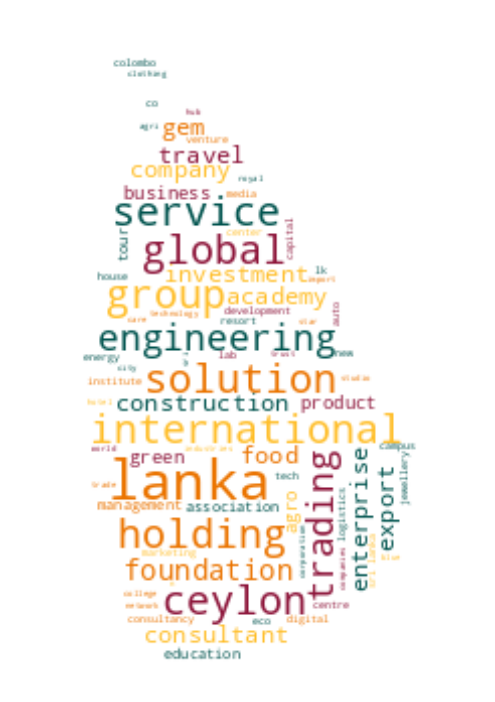 colombo
clothing
co
hub
agri gem
venture
travel
company
royal
business media
service
tour center capital
global
house investment import lk
group academy
care technology development auto
resort star
engineering
energy lab trust new
city
institute solution studio
construction product
hotel
international
world industries campus
green food
lanka tech trading enterprise export jewellery
trade
management association agro logistics
holding
marketing corporation companies sri lanka blue
foundation
college
network ceylon centre
consultancy eco digital
consultant
education